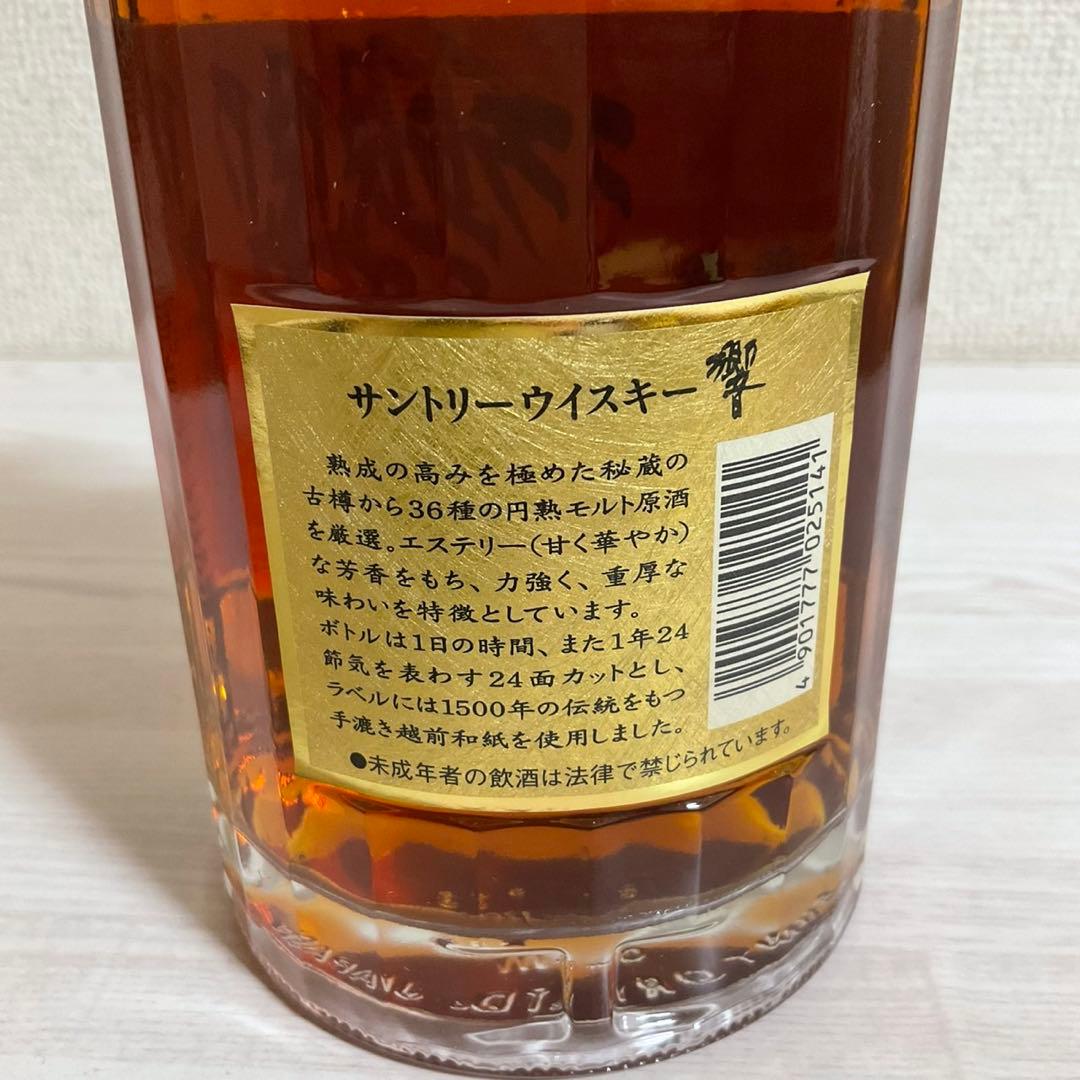 サントリーウイスキー 響
熟成の高みを極めた秘蔵の
古樽から36種の円熟モルト原酒
を厳選。エステリー(甘く華やか)
な芳香をもち、力強く、重厚な
味わいを特徴としています。
ボトルは1日の時間、また1年24
節気を表わす24面カットとし、
ラベルには1500年の伝統をもつ
手漉き越前和紙を使用しました。
●未成年者の飲酒は法律で禁じられています。
4 901777 025141